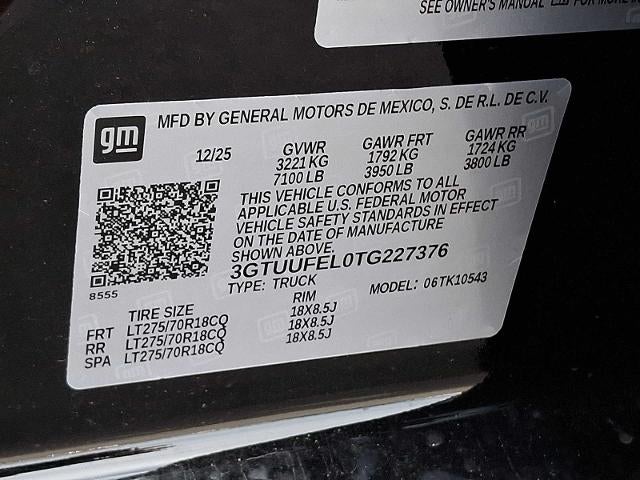 SEE OWNER'S MANUAL FOR MORE
gm
MFD BY GENERAL MOTORS DE MEXICO, S. DE R.L. DE C.V.
12/25 GVWR GAWR FRT GAWR RR
3221 KG 1792 KG 1724 KG
7100 LB 3950 LB 3800 LB
THIS VEHICLE CONFORMS TO ALL
APPLICABLE U.S. FEDERAL MOTOR
VEHICLE SAFETY STANDARDS IN EFFECT
ON THE DATE OF MANUFACTURE
SHOWN ABOVE.
3GTUUFEL0TG227376
TYPE: TRUCK MODEL: 06TK10543
8555
TIRE SIZE RIM
FRT LT275/70R18CQ 18X8.5J
RR LT275/70R18CQ 18X8.5J
SPA LT275/70R18CQ 18X8.5J